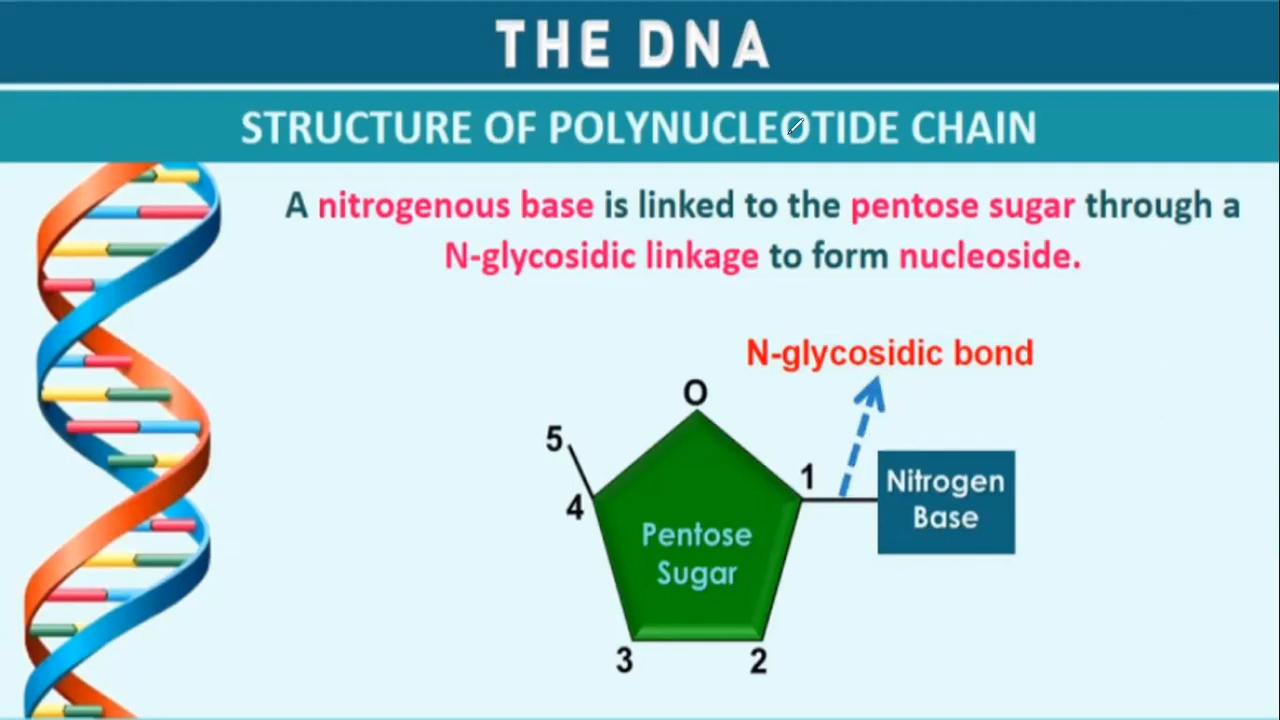 THE DNA
STRUCTURE OF POLYNUCLEOTIDE CHAIN
A nitrogenous base is linked to the pentose sugar through a
N-glycosidic linkage to form nucleoside.
N-glycosidic bond
O
5
1
4
Nitrogen
Base
Pentose
Sugar
3
2